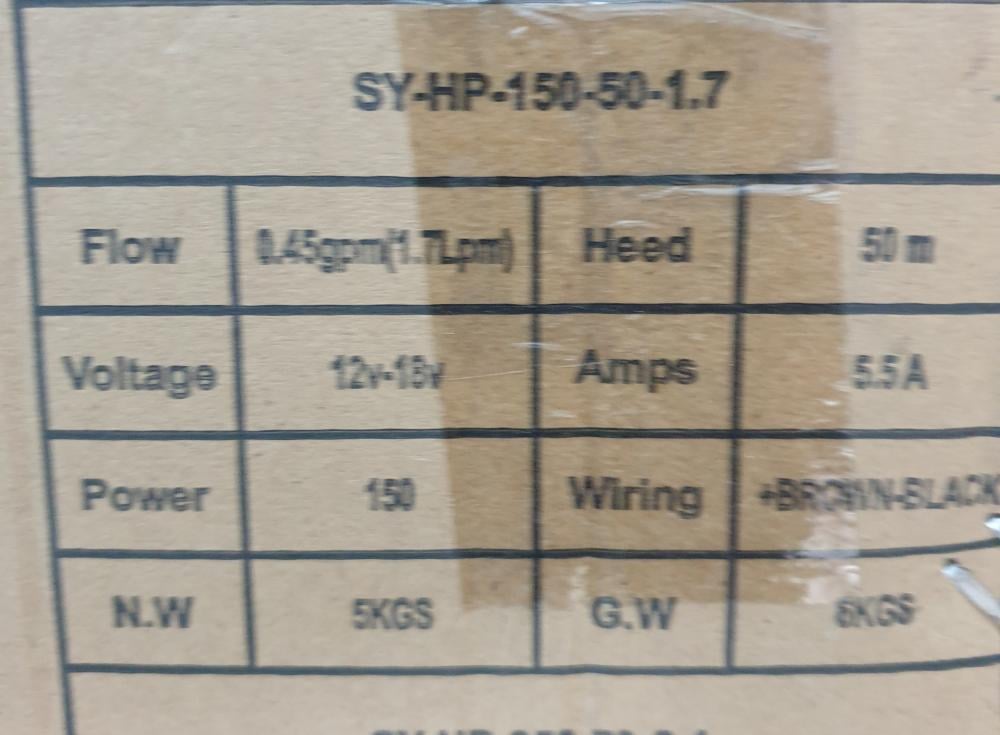 SY-HP-150-50-1.7
Flow 0.45gpm(1.7Lpm) Heed 50 m
Voltage 12v-18v Amps 5.5A
Power 150 Wiring +BROWN-BLACK
N.W 5KGS G.W 6KGS